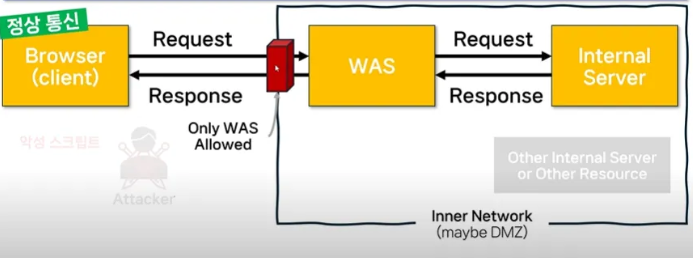 정상 통신
Browser
(client)
Request
Response
Only WAS
Allowed
WAS
Request
Response
Internal
Server
악성 스크립트
Attacker
Other Internal Server
or Other Resource
Inner Network
(maybe DMZ)